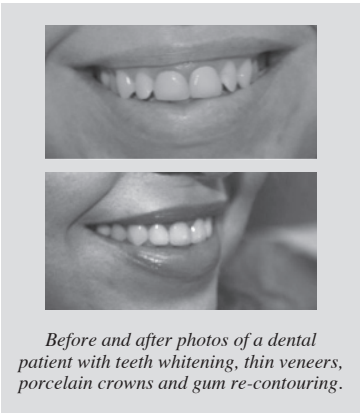 Before and after photos of a dental
patient with teeth whitening, thin veneers,
porcelain crowns and gum re-contouring.